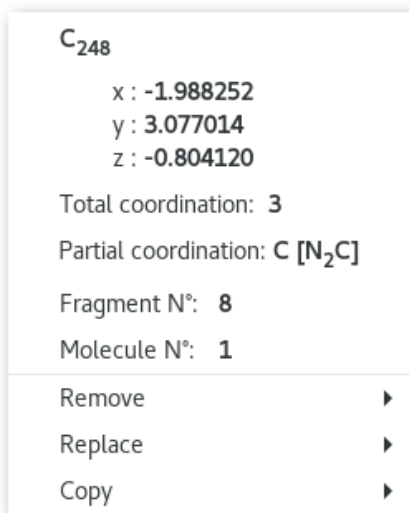 C248
x : -1.988252
y : 3.077014
z : -0.804120
Total coordination: 3
Partial coordination: C [N2C]
Fragment N°: 8
Molecule N°: 1
Remove
Replace
Copy